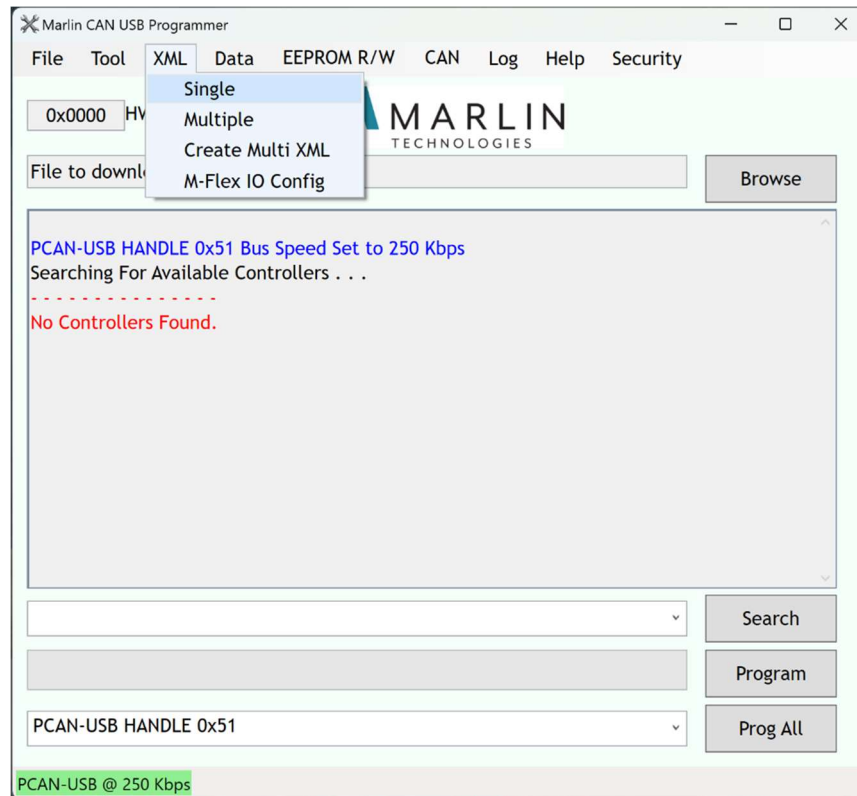 Marlin CAN USB Programmer
File Tool XML Data EEPROM R/W CAN Log Help Security
Single
Multiple
Create Multi XML
M-Flex IO Config
0x0000
MARLIN
TECHNOLOGIES
File to downl
Browse
PCAN-USB HANDLE 0x51 Bus Speed Set to 250 Kbps
Searching For Available Controllers . . .
- - - - - - - - - - - - - - -
No Controllers Found.
Search
Program
PCAN-USB HANDLE 0x51
Prog All
PCAN-USB @ 250 Kbps